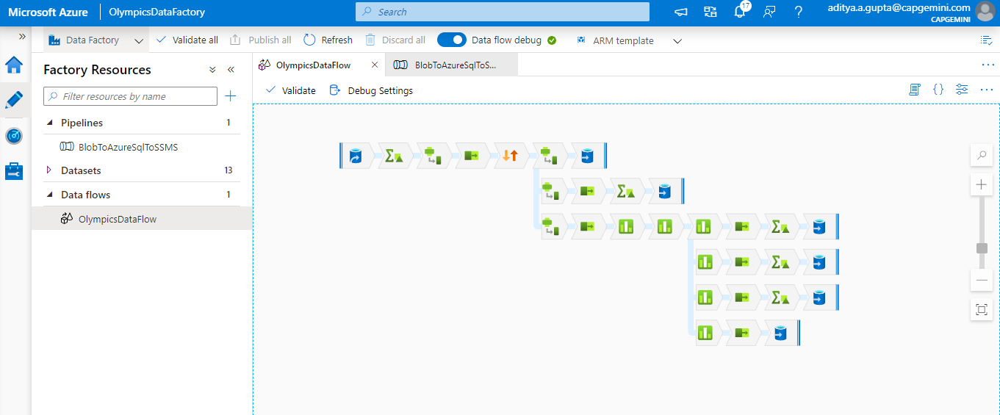 Microsoft Azure OlympicsDataFactory Search 17 aditya.a.gupta@capgemini.com
CAPGEMINI
Data Factory Validate all Publish all Refresh Discard all Data flow debug ARM template
Factory Resources
OlympicsDataFlow BlobToAzureSqlToS...
Filter resources by name
Validate Debug Settings
Pipelines 1
BlobToAzureSqlToSSMS
Datasets 13
Data flows 1
OlympicsDataFlow